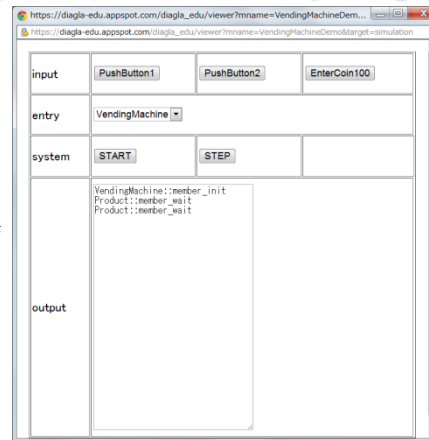 https://diagla-edu.appspot.com/diagla_edu/viewer?mname=VendingMachineDem...
https://diagla-edu.appspot.com/diagla_edu/viewer?mname=VendingMachineDemo&target=simulation
input PushButton1 PushButton2 EnterCoin100
entry VendingMachine
system START STEP
VendingMachine::member_init
Product::member_wait
Product::member_wait
output